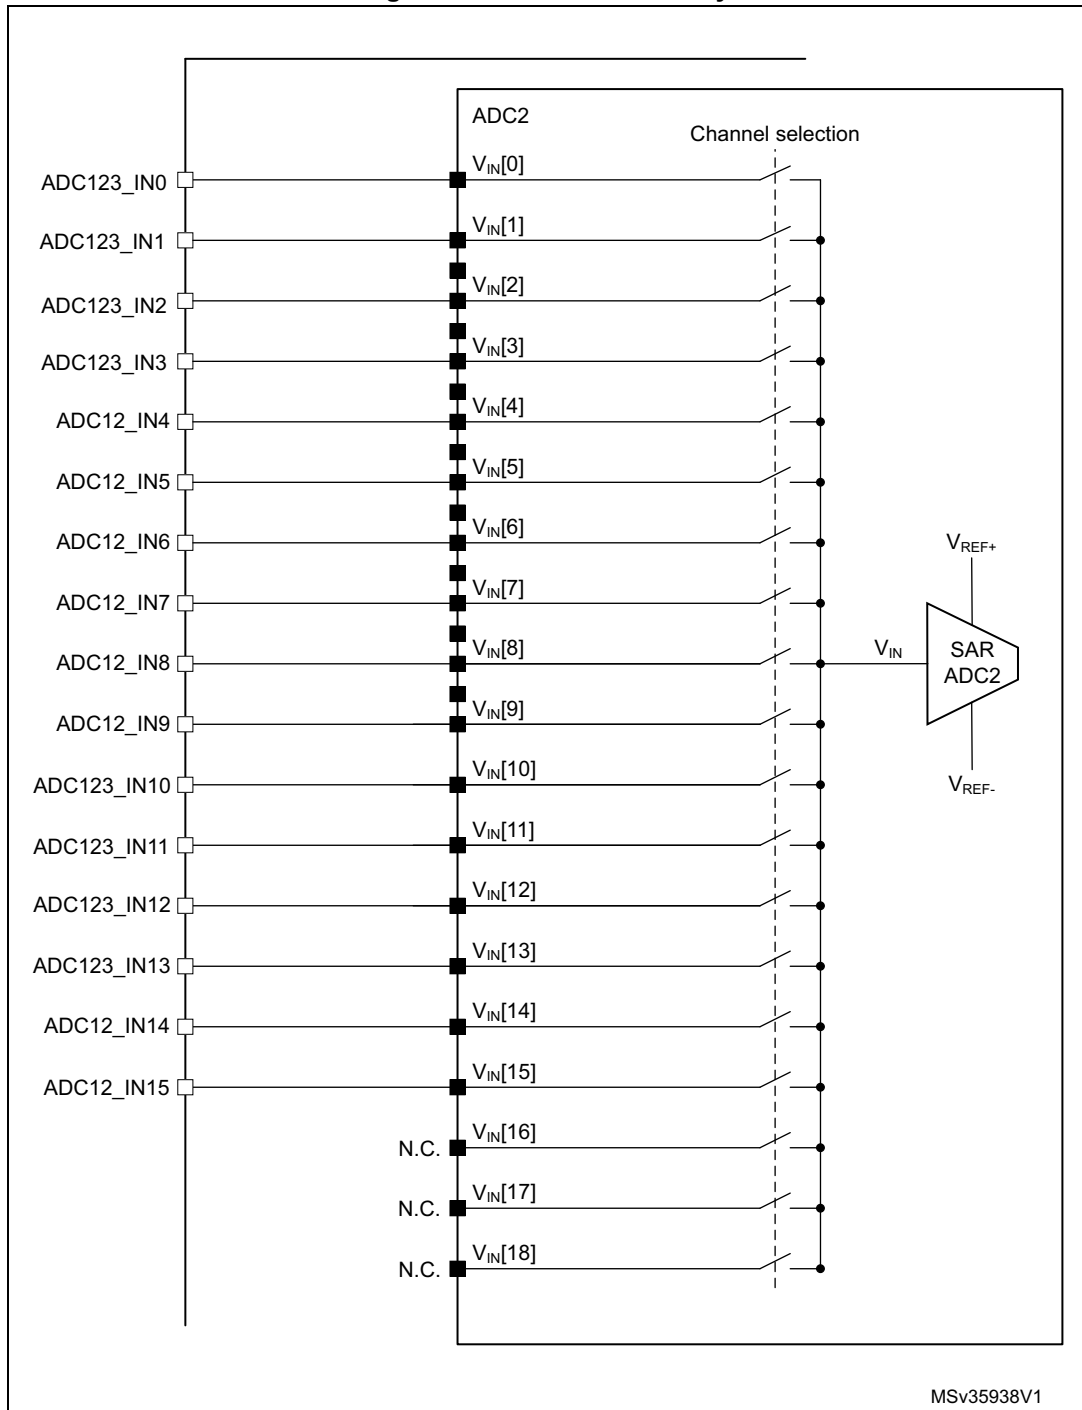 ADC2
Channel selection
ADC123_IN0 VIN[0]
ADC123_IN1 VIN[1]
ADC123_IN2 VIN[2]
ADC123_IN3 VIN[3]
ADC12_IN4 VIN[4]
ADC12_IN5 VIN[5]
ADC12_IN6 VIN[6]
VREF+
ADC12_IN7 VIN[7]
ADC12_IN8 VIN[8] VIN SAR
ADC2
ADC12_IN9 VIN[9]
ADC123_IN10 VIN[10] VREF-
ADC123_IN11 VIN[11]
ADC123_IN12 VIN[12]
ADC123_IN13 VIN[13]
ADC12_IN14 VIN[14]
ADC12_IN15 VIN[15]
N.C. VIN[16]
N.C. VIN[17]
N.C. VIN[18]
MSv35938V1